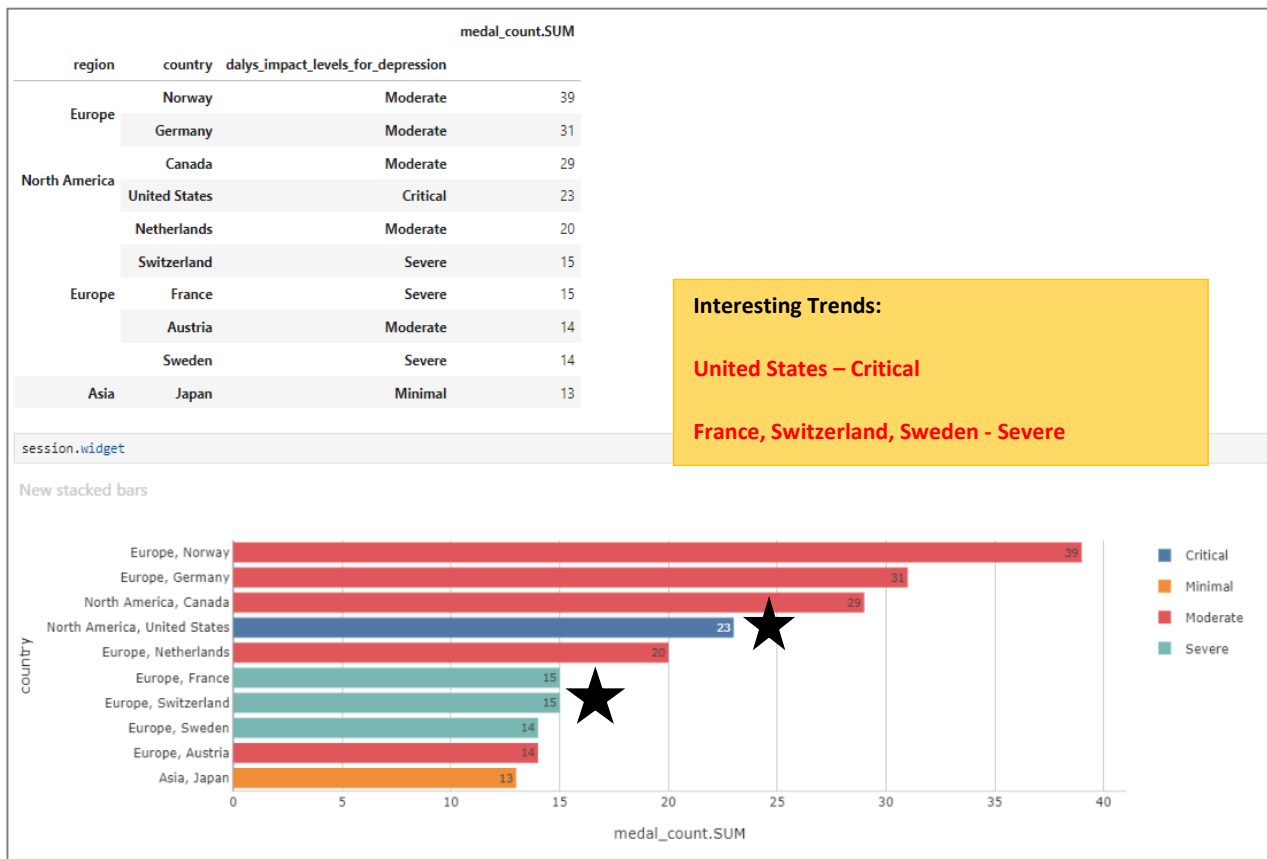 medal_count.SUM
region country dalys_impact_levels_for_depression
Europe Norway Moderate 39
Germany Moderate 31
North America Canada Moderate 29
United States Critical 23
Europe Netherlands Moderate 20
Switzerland Severe 15
France Severe 15
Austria Moderate 14
Sweden Severe 14
Asia Japan Minimal 13
Interesting Trends:
United States – Critical
France, Switzerland, Sweden - Severe
session.widget
New stacked bars
country
Europe, Norway 39
Europe, Germany 31
North America, Canada 29
North America, United States 23
Europe, Netherlands 20
Europe, France 15
Europe, Switzerland 15
Europe, Sweden 14
Europe, Austria 14
Asia, Japan 13
0 5 10 15 20 25 30 35 40
medal_count.SUM
Critical
Minimal
Moderate
Severe